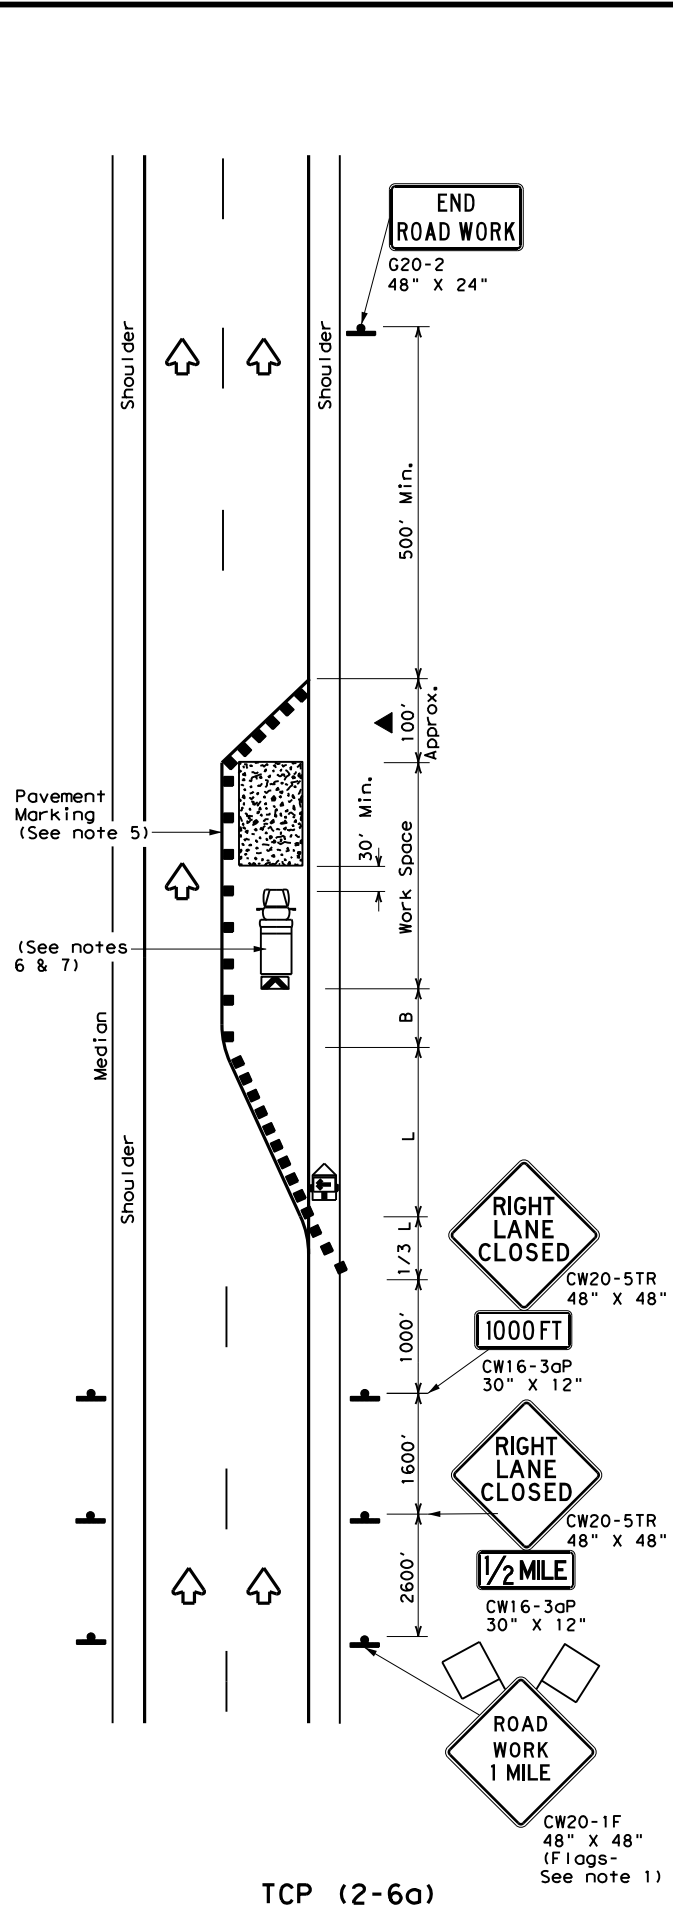 END
ROAD WORK
G20-2
48" X 24"
Shoulder
Shoulder
500' Min.
100'
Approx.
30' Min.
Pavement
Marking
(See note 5)
Work Space
(See notes
6 & 7)
B
Median
L
Shoulder
RIGHT
LANE
CLOSED
1/3 L
CW20-5TR
48" X 48"
1000 FT
1000'
CW16-3aP
30" X 12"
RIGHT
LANE
CLOSED
1600'
CW20-5TR
48" X 48"
1/2 MILE
2600'
CW16-3aP
30" X 12"
ROAD
WORK
1 MILE
CW20-1F
48" X 48"
(Flags-
See note 1)
TCP (2-6a)